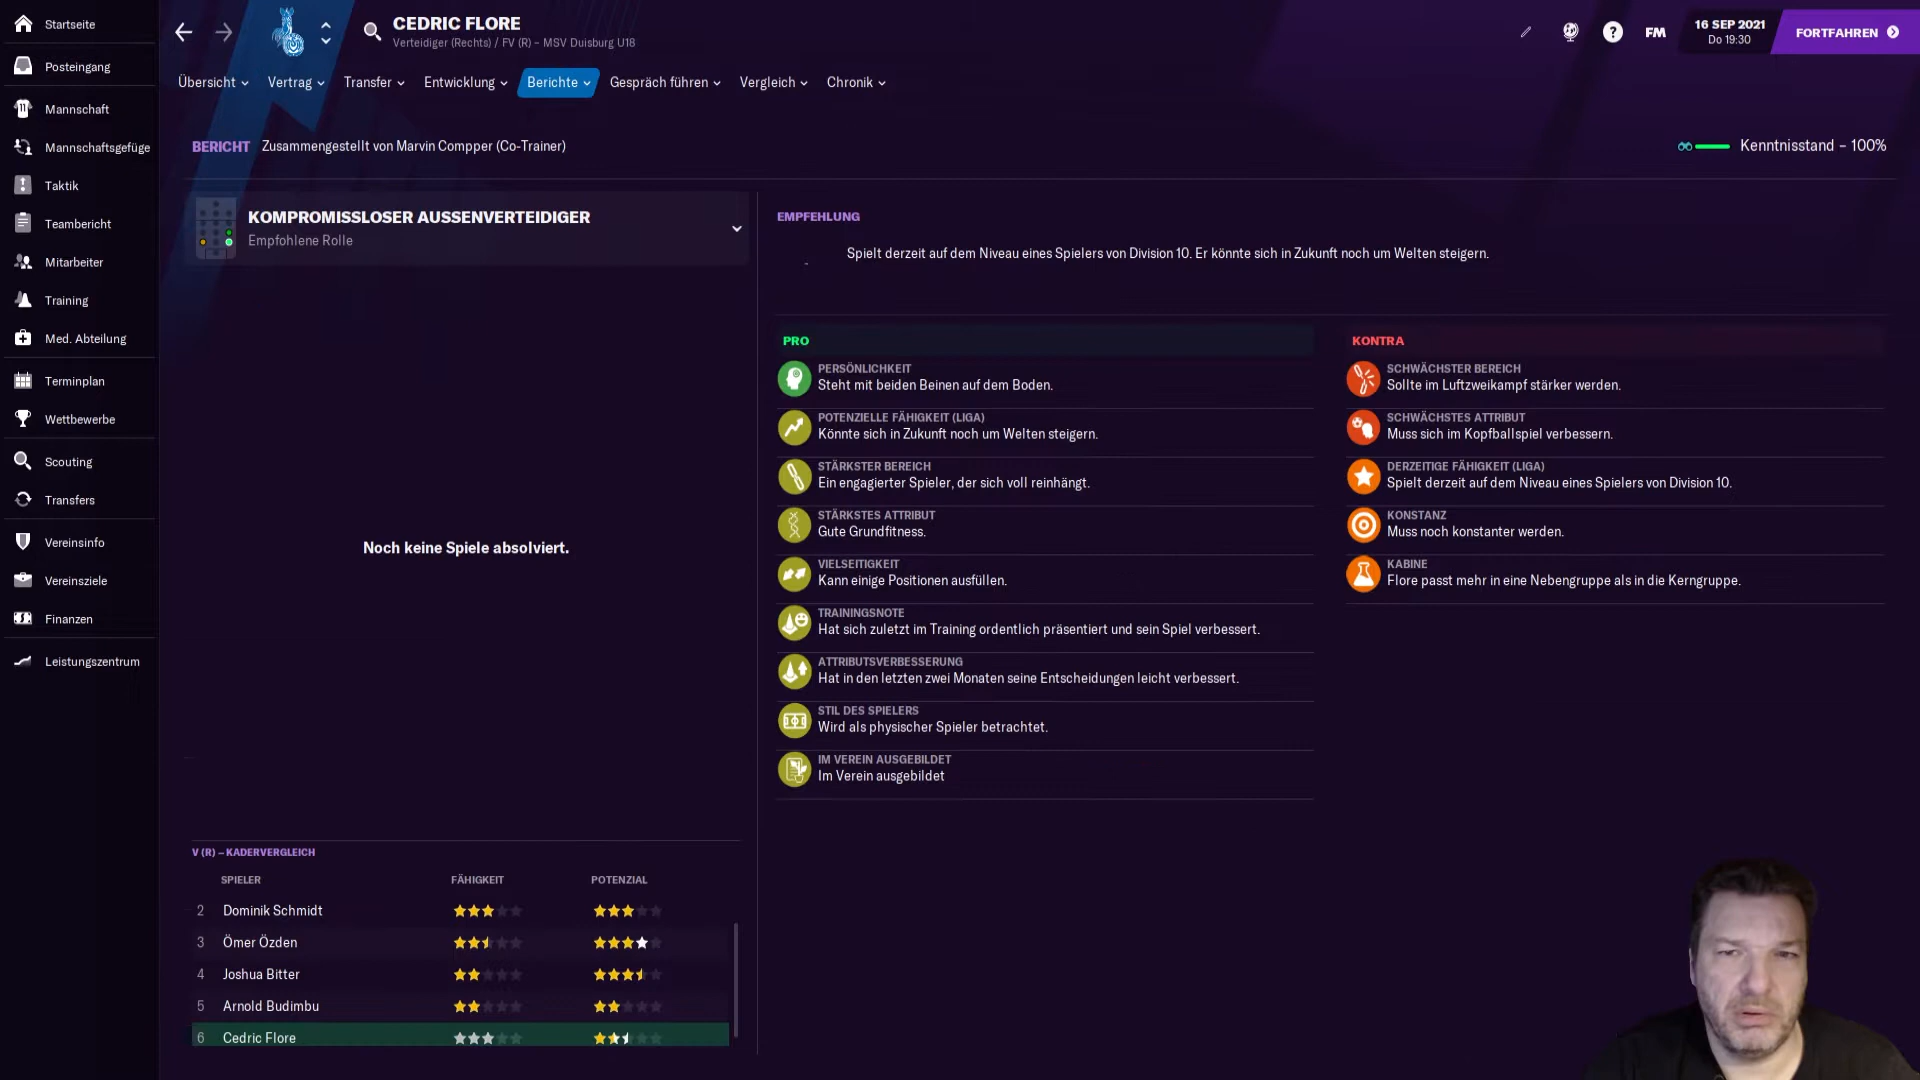 Startseite
Posteingang
Mannschaft
Mannschaftsgefüge
Taktik
Teambericht
Mitarbeiter
Training
Med. Abteilung
Terminplan
Wettbewerbe
Scouting
Transfers
Vereinsinfo
Vereinsziele
Finanzen
Leistungszentrum
CEDRIC FLORE
Verteidiger (Rechts) / FV (R) – MSV Duisburg U18
?
FM
16 SEP 2021
Do 19:30
FORTFAHREN
Übersicht
Vertrag
Transfer
Entwicklung
Berichte
Gespräch führen
Vergleich
Chronik
BERICHT Zusammengestellt von Marvin Compper (Co-Trainer)
Kenntnisstand – 100%
KOMPROMISSLOSER AUSSENVERTEIDIGER
Empfohlene Rolle
Noch keine Spiele absolviert.
V (R) – KADERVERGLEICH
SPIELER FÄHIGKEIT POTENZIAL
2 Dominik Schmidt
3 Ömer Özden
4 Joshua Bitter
5 Arnold Budimbu
6 Cedric Flore
EMPFEHLUNG
-
Spielt derzeit auf dem Niveau eines Spielers von Division 10. Er könnte sich in Zukunft noch um Welten steigern.
PRO
PERSÖNLICHKEIT
Steht mit beiden Beinen auf dem Boden.
POTENZIELLE FÄHIGKEIT (LIGA)
Könnte sich in Zukunft noch um Welten steigern.
STÄRKSTER BEREICH
Ein engagierter Spieler, der sich voll reinhängt.
STÄRKSTES ATTRIBUT
Gute Grundfitness.
VIELSEITIGKEIT
Kann einige Positionen ausfüllen.
TRAININGSNOTE
Hat sich zuletzt im Training ordentlich präsentiert und sein Spiel verbessert.
ATTRIBUTSVERBESSERUNG
Hat in den letzten zwei Monaten seine Entscheidungen leicht verbessert.
STIL DES SPIELERS
Wird als physischer Spieler betrachtet.
IM VEREIN AUSGEBILDET
Im Verein ausgebildet
KONTRA
SCHWÄCHSTER BEREICH
Sollte im Luftzweikampf stärker werden.
SCHWÄCHSTES ATTRIBUT
Muss sich im Kopfballspiel verbessern.
DERZEITIGE FÄHIGKEIT (LIGA)
Spielt derzeit auf dem Niveau eines Spielers von Division 10.
KONSTANZ
Muss noch konstanter werden.
KABINE
Flore passt mehr in eine Nebengruppe als in die Kerngruppe.